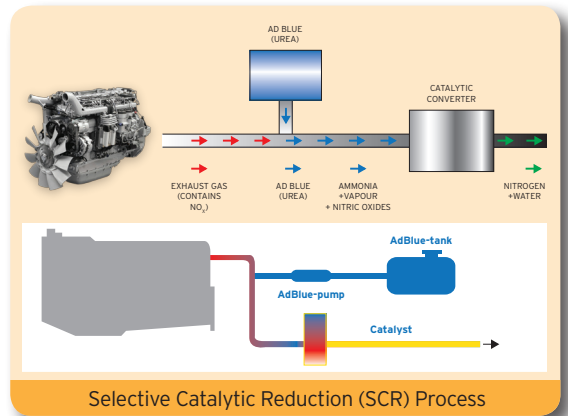 AD BLUE
(UREA)
CATALYTIC
CONVERTER
EXHAUST GAS
(CONTAINS
NOₓ)
AD BLUE
(UREA)
AMMONIA
+VAPOUR
+ NITRIC OXIDES
NITROGEN
+WATER
AdBlue-tank
AdBlue-pump
Catalyst
Selective Catalytic Reduction (SCR) Process